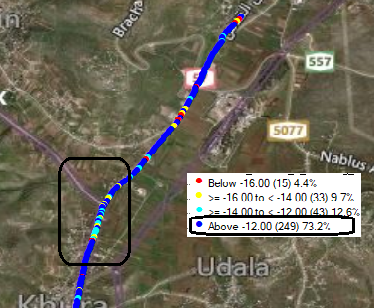 in
Bracha
557
5077
Nablus A
Below -16.00 (15) 4.4%
>= -16.00 to < -14.00 (33) 9.7%
>= -14.00 to < -12.00 (43) 12.6%
Above -12.00 (249) 73.2%
Udala